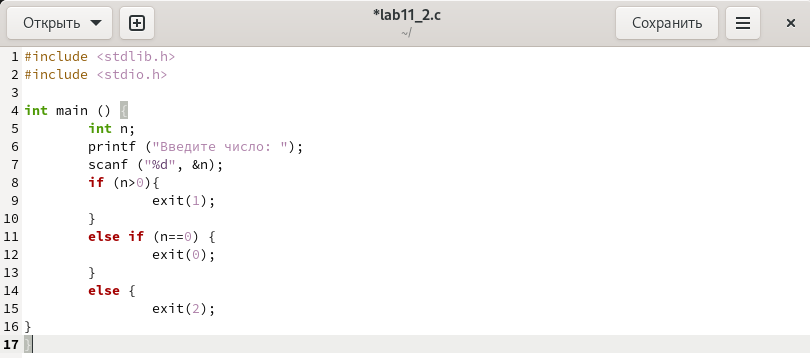 Открыть
*lab11_2.c
~/
Сохранить
1 #include <stdlib.h>
2 #include <stdio.h>
3
4 int main () {
5         int n;
6         printf ("Введите число: ");
7         scanf ("%d", &n);
8         if (n>0){
9                 exit(1);
10         }
11         else if (n==0) {
12                 exit(0);
13         }
14         else {
15                 exit(2);
16 }
17 }